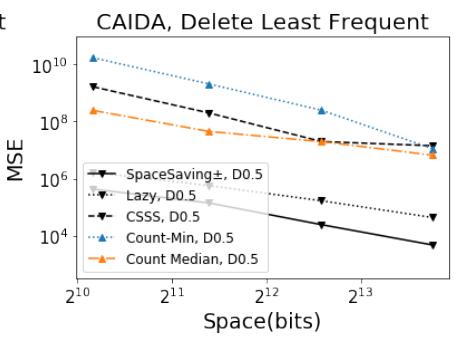 t
CAIDA, Delete Least Frequent
MSE
10^10
10^8
10^6
10^4
SpaceSaving±, D0.5
Lazy, D0.5
CSSS, D0.5
Count-Min, D0.5
Count Median, D0.5
2^10 2^11 2^12 2^13
Space(bits)